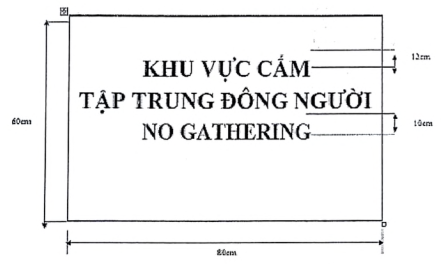 12cm
KHU VỰC CẤM
TẬP TRUNG ĐÔNG NGƯỜI
60cm
10cm
NO GATHERING
80cm